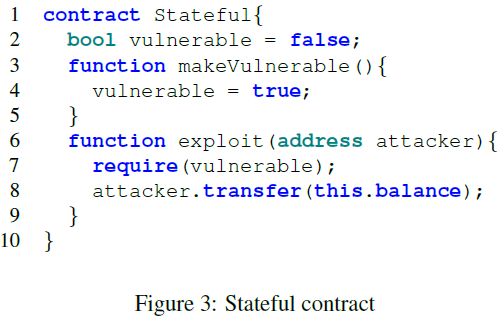 1 contract Stateful{
2 bool vulnerable = false;
3 function makeVulnerable(){
4 vulnerable = true;
5 }
6 function exploit(address attacker){
7 require(vulnerable);
8 attacker.transfer(this.balance);
9 }
10 }
Figure 3: Stateful contract